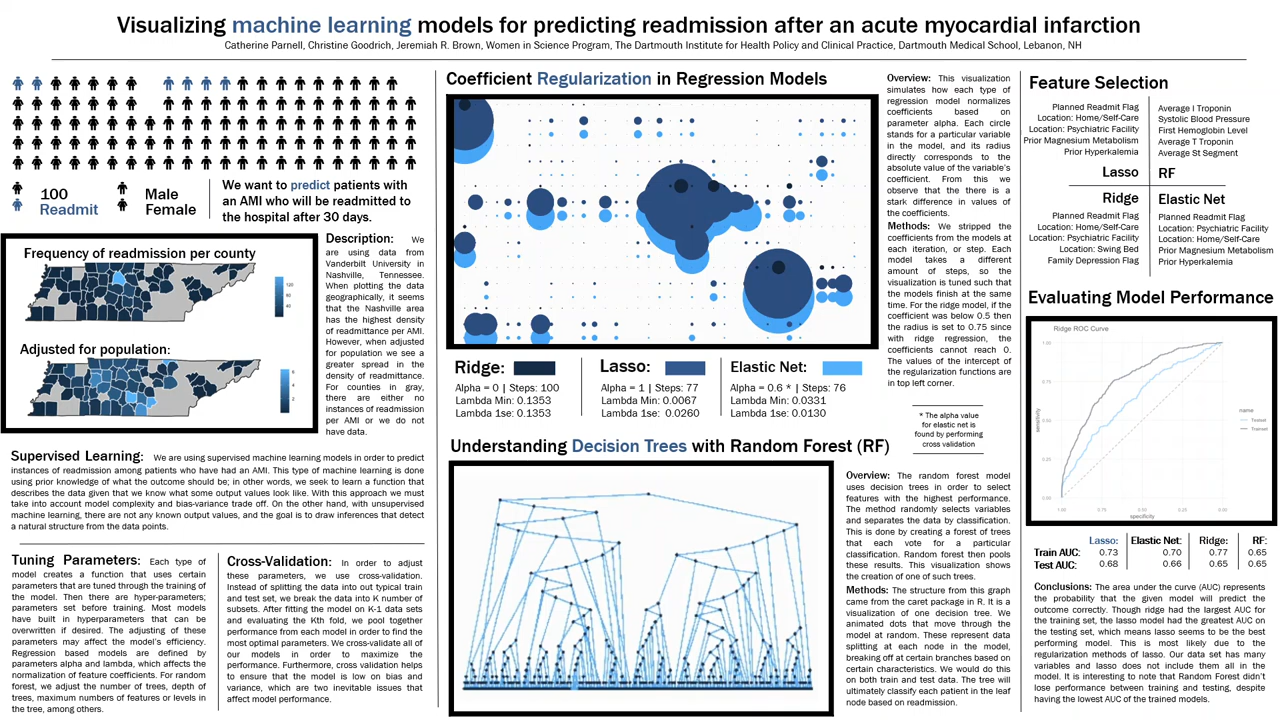 Visualizing machine learning models for predicting readmission after an acute myocardial infarction
Catherine Parnell, Christine Goodrich, Jeremiah R. Brown, Women in Science Program, The Dartmouth Institute for Health Policy and Clinical Practice, Dartmouth Medical School, Lebanon, NH
100
Readmit
Male
Female
We want to predict patients with
an AMI who will be readmitted to
the hospital after 30 days.
Frequency of readmission per county
120
80
40
Adjusted for population:
6
4
2
Description: We
are using data from
Vanderbilt University in
Nashville, Tennessee.
When plotting the data
geographically, it seems
that the Nashville area
has the highest density
of readmittance per AMI.
However, when adjusted
for population we see a
greater spread in the
density of readmittance.
For counties in gray,
there are either no
instances of readmission
per AMI or we do not
have data.
Supervised Learning: We are using supervised machine learning models in order to predict
instances of readmission among patients who have had an AMI. This type of machine learning is done
using prior knowledge of what the outcome should be; in other words, we seek to learn a function that
describes the data given that we know what some output values look like. With this approach we must
take into account model complexity and bias-variance trade off. On the other hand, with unsupervised
machine learning, there are not any known output values, and the goal is to draw inferences that detect
a natural structure from the data points.
Tuning Parameters: Each type of
model creates a function that uses certain
parameters that are tuned through the training of
the model. Then there are hyper-parameters;
parameters set before training. Most models
have built in hyperparameters that can be
overwritten if desired. The adjusting of these
parameters may affect the model's efficiency.
Regression based models are defined by
parameters alpha and lambda, which affects the
normalization of feature coefficients. For random
forest, we adjust the number of trees, depth of
trees, maximum numbers of features or levels in
the tree, among others.
Cross-Validation: In order to adjust
these parameters, we use cross-validation.
Instead of splitting the data into out typical train
and test set, we break the data into K number of
subsets. After fitting the model on K-1 data sets
and evaluating the Kth fold, we pool together
performance from each model in order to find the
most optimal parameters. We cross-validate all of
our models in order to maximize the
performance. Furthermore, cross validation helps
to ensure that the model is low on bias and
variance, which are two inevitable issues that
affect model performance.
Coefficient Regularization in Regression Models
Ridge:
Alpha = 0 | Steps: 100
Lambda Min: 0.1353
Lambda 1se: 0.1353
Lasso:
Alpha = 1 | Steps: 77
Lambda Min: 0.0067
Lambda 1se: 0.0260
Elastic Net:
Alpha = 0.6 * | Steps: 76
Lambda Min: 0.0331
Lambda 1se: 0.0130
Overview: This visualization
simulates how each type of
regression model normalizes
coefficients based on
parameter alpha. Each circle
stands for a particular variable
in the model, and its radius
directly corresponds to the
absolute value of the variable's
coefficient. From this we
observe that the there is a
stark difference in values of
the coefficients.
Methods: We stripped the
coefficients from the models at
each iteration, or step. Each
model takes a different
amount of steps, so the
visualization is tuned such that
the models finish at the same
time. For the ridge model, if the
coefficient was below 0.5 then
the radius is set to 0.75 since
with ridge regression, the
coefficients cannot reach 0.
The values of the intercept of
the regularization functions are
in top left corner.
* The alpha value
for elastic net is
found by performing
cross validation
Understanding Decision Trees with Random Forest (RF)
Overview: The random forest model
uses decision trees in order to select
features with the highest performance.
The method randomly selects variables
and separates the data by classification.
This is done by creating a forest of trees
that each vote for a particular
classification. Random forest then pools
these results. This visualization shows
the creation of one of such trees.
Methods: The structure from this graph
came from the caret package in R. It is a
visualization of one decision tree. We
animated dots that move through the
model at random. These represent data
splitting at each node in the model,
breaking off at certain branches based on
certain characteristics. We would do this
on both train and test data. The tree will
ultimately classify each patient in the leaf
node based on readmission.
Feature Selection
Planned Readmit Flag
Location: Home/Self-Care
Location: Psychiatric Facility
Prior Magnesium Metabolism
Prior Hyperkalemia
Lasso
Average I Troponin
Systolic Blood Pressure
First Hemoglobin Level
Average T Troponin
Average St Segment
RF
Ridge
Planned Readmit Flag
Location: Home/Self-Care
Location: Psychiatric Facility
Location: Swing Bed
Family Depression Flag
Elastic Net
Planned Readmit Flag
Location: Psychiatric Facility
Location: Home/Self-Care
Prior Magnesium Metabolism
Prior Hyperkalemia
Evaluating Model Performance
Ridge ROC Curve
sensitivity
1.00
0.75
0.50
0.25
0.00
1.00 0.75 0.50 0.25 0.00
specificity
name
Lasso: Elastic Net: Ridge: RF:
Train AUC: 0.73 0.70 0.77 0.65
Test AUC: 0.68 0.66 0.65 0.65
Conclusions: The area under the curve (AUC) represents
the probability that the given model will predict the
outcome correctly. Though ridge had the largest AUC for
the training set, the lasso model had the greatest AUC on
the testing set, which means lasso seems to be the best
performing model. This is most likely due to the
regularization methods of lasso. Our data set has many
variables and lasso does not include them all in the
model. It is interesting to note that Random Forest didn't
lose performance between training and testing, despite
having the lowest AUC of the trained models.